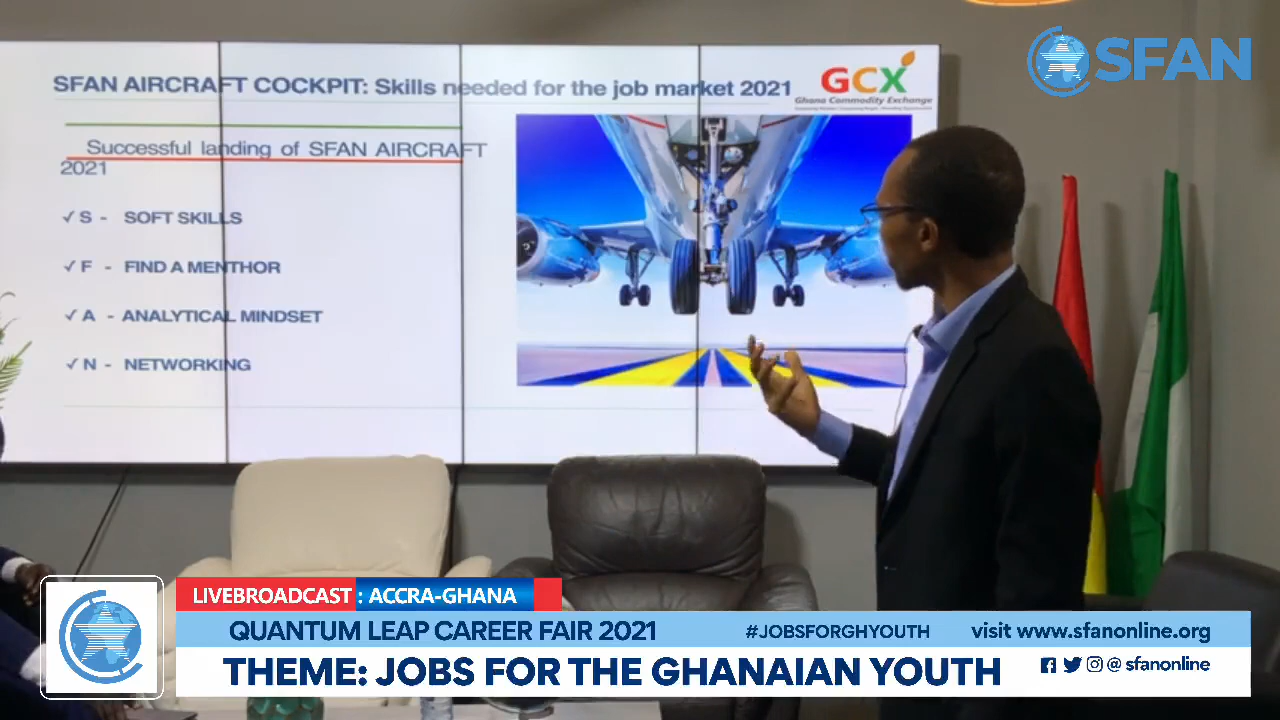 SFAN
SFAN AIRCRAFT COCKPIT: Skills needed for the job market 2021
GCX
Ghana Commodity Exchange
Successful landing of SFAN AIRCRAFT
2021
✓ S - SOFT SKILLS
✓ F - FIND A MENTHOR
✓ A - ANALYTICAL MINDSET
✓ N - NETWORKING
LIVEBROADCAST : ACCRA-GHANA
QUANTUM LEAP CAREER FAIR 2021 #JOBSFORGHYOUTH visit www.sfanonline.org
THEME: JOBS FOR THE GHANAIAN YOUTH @ sfanonline